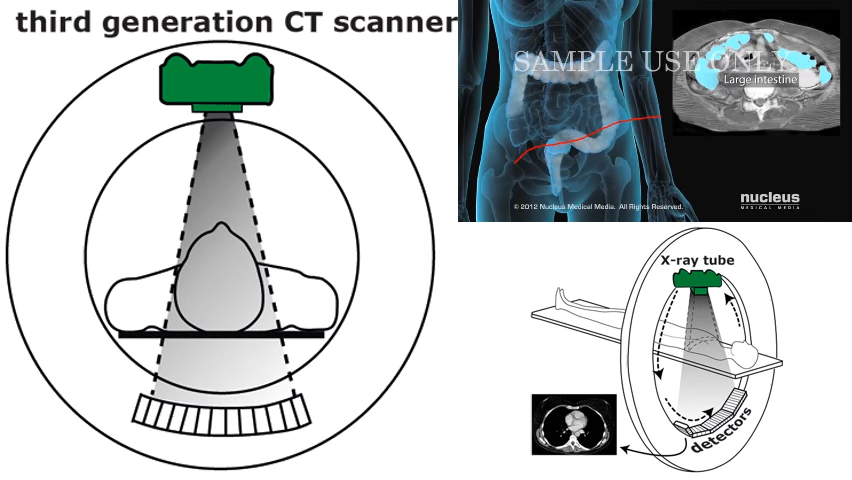 third generation CT scanner
SAMPLE USE ONLY
Large intestine
nucleus
MEDICAL MEDIA
© 2012 Nucleus Medical Media. All Rights Reserved.
X-ray tube
detectors